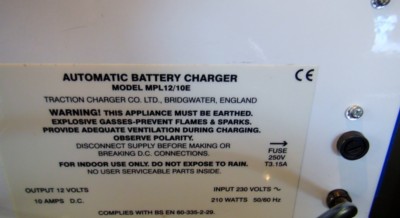 AUTOMATIC BATTERY CHARGER
MODEL MPL12/10E
CE
TRACTION CHARGER CO. LTD., BRIDGWATER, ENGLAND
WARNING! THIS APPLIANCE MUST BE EARTHED.
EXPLOSIVE GASSES-PREVENT FLAMES & SPARKS.
PROVIDE ADEQUATE VENTILATION DURING CHARGING.
OBSERVE POLARITY.
DISCONNECT SUPPLY BEFORE MAKING OR
BREAKING D.C. CONNECTIONS.
FUSE
250V
T3.15A
FOR INDOOR USE ONLY. DO NOT EXPOSE TO RAIN.
NO USER SERVICEABLE PARTS INSIDE.
OUTPUT 12 VOLTS INPUT 230 VOLTS ~
10 AMPS D.C. 210 WATTS 50/60 Hz
COMPLIES WITH BS EN 60-335-2-29